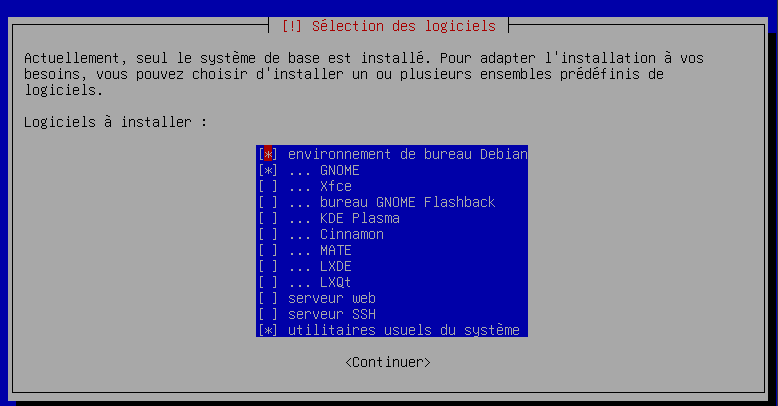 [!] Sélection des logiciels
Actuellement, seul le système de base est installé. Pour adapter l'installation à vos
besoins, vous pouvez choisir d'installer un ou plusieurs ensembles prédéfinis de
logiciels.
Logiciels à installer :
[*] environnement de bureau Debian
[*] ... GNOME
[ ] ... Xfce
[ ] ... bureau GNOME Flashback
[ ] ... KDE Plasma
[ ] ... Cinnamon
[ ] ... MATE
[ ] ... LXDE
[ ] ... LXQt
[ ] serveur web
[ ] serveur SSH
[*] utilitaires usuels du système
<Continuer>